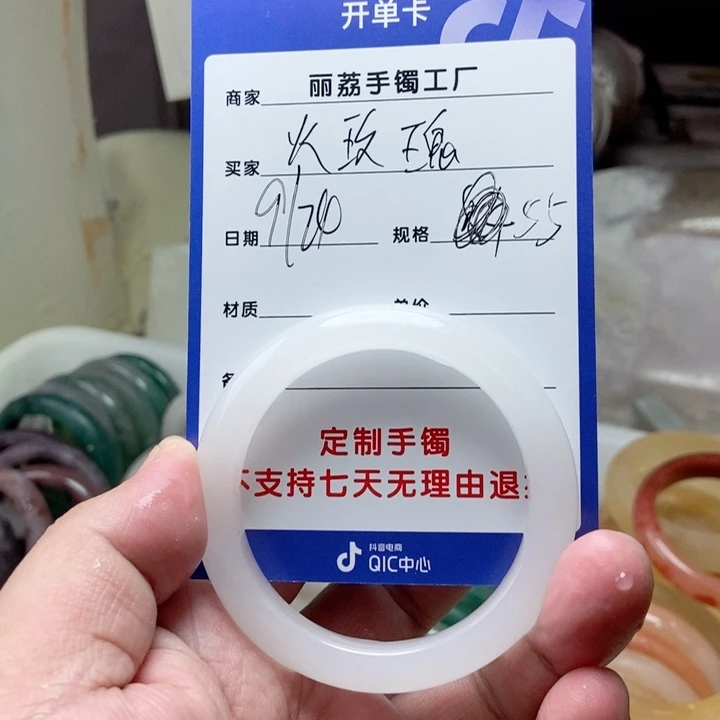 开单卡
商家 丽荔手镯工厂
买家 火玫瑰
日期 9/20 规格 55
材质 单价
定制手镯
不支持七天无理由退
抖音电商
QIC中心